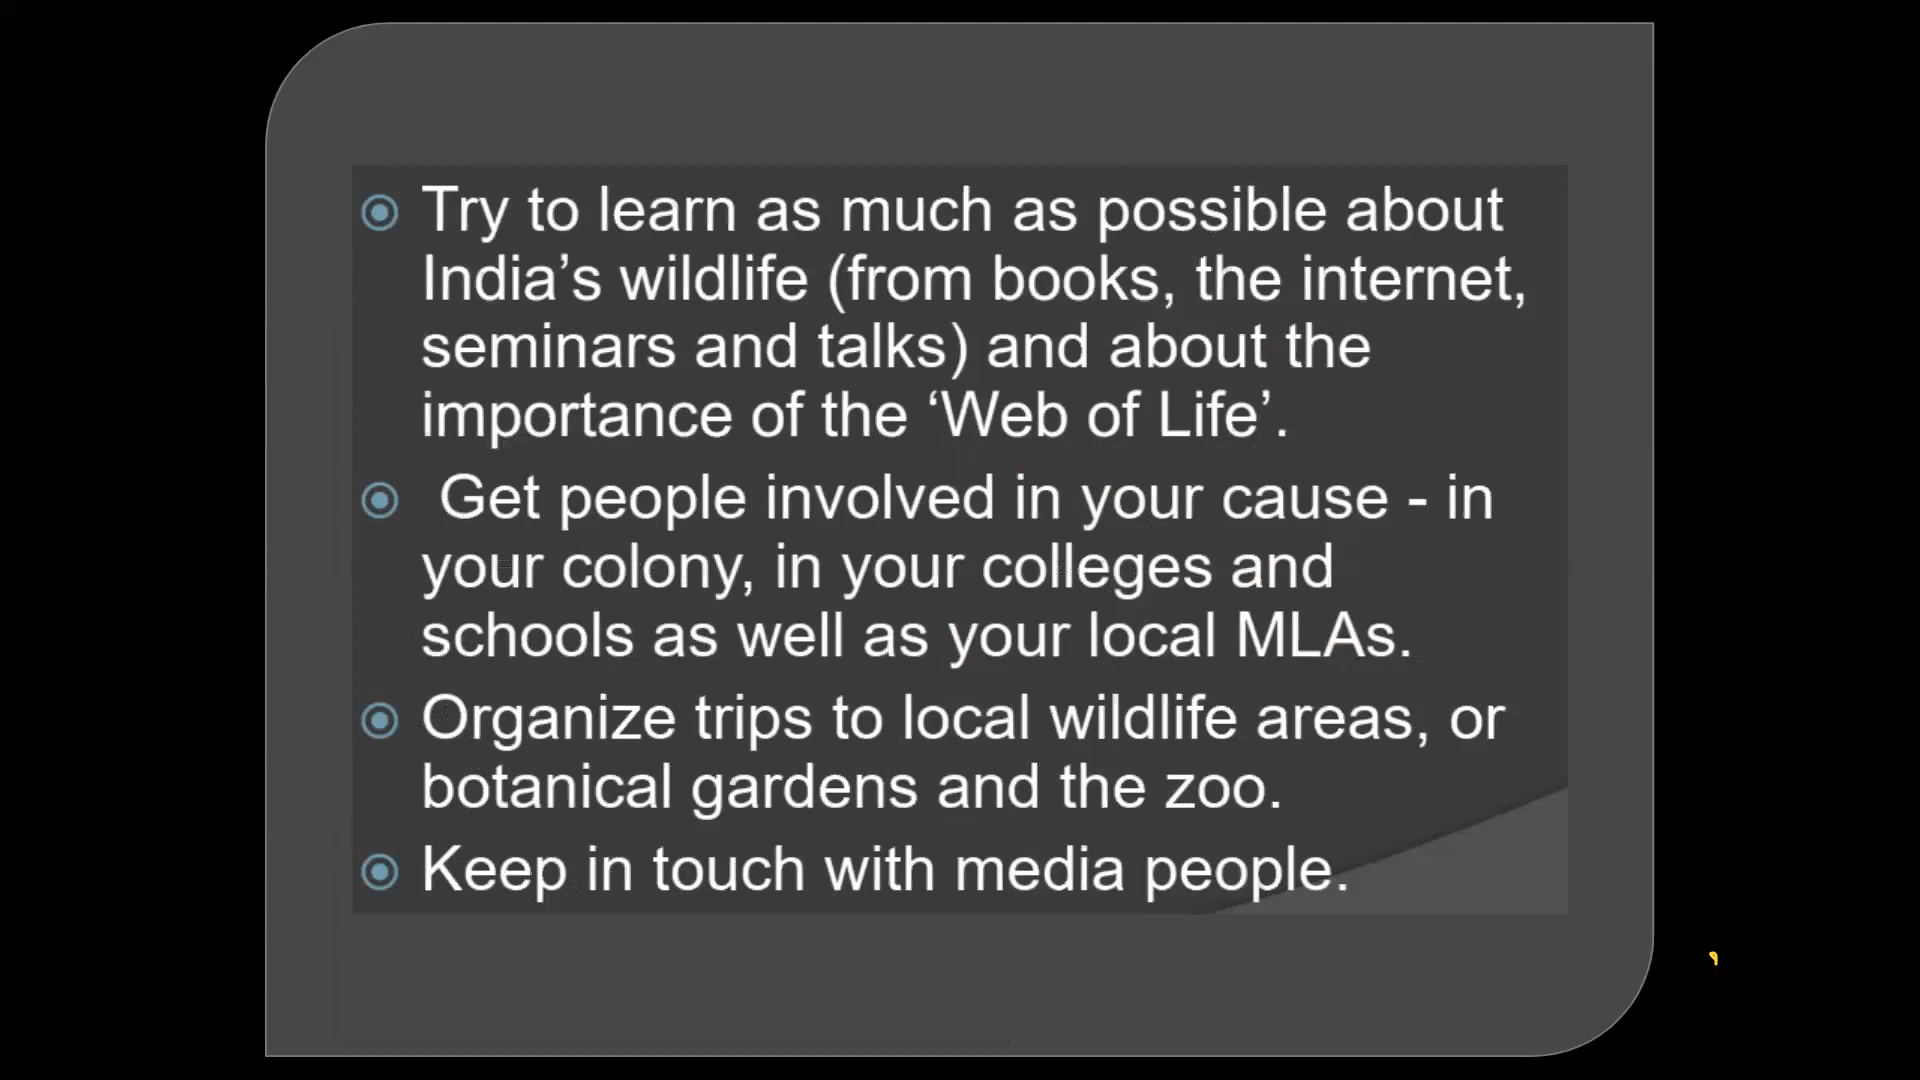 Try to learn as much as possible about
India’s wildlife (from books, the internet,
seminars and talks) and about the
importance of the ‘Web of Life’.
Get people involved in your cause - in
your colony, in your colleges and
schools as well as your local MLAs.
Organize trips to local wildlife areas, or
botanical gardens and the zoo.
Keep in touch with media people.